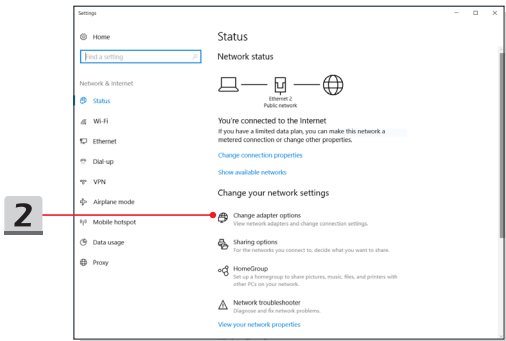 Settings
Home
Find a setting
Network & Internet
Status
Wi-Fi
Ethernet
Dial-up
VPN
Airplane mode
Mobile hotspot
Data usage
Proxy
2
Status
Network status
Ethernet 2
Public network
You're connected to the Internet
If you have a limited data plan, you can make this network a
metered connection or change other properties.
Change connection properties
Show available networks
Change your network settings
Change adapter options
View network adapters and change connection settings.
Sharing options
For the networks you connect to, decide what you want to share.
HomeGroup
Set up a homegroup to share pictures, music, files, and printers with
other PCs on your network.
Network troubleshooter
Diagnose and fix network problems.
View your network properties